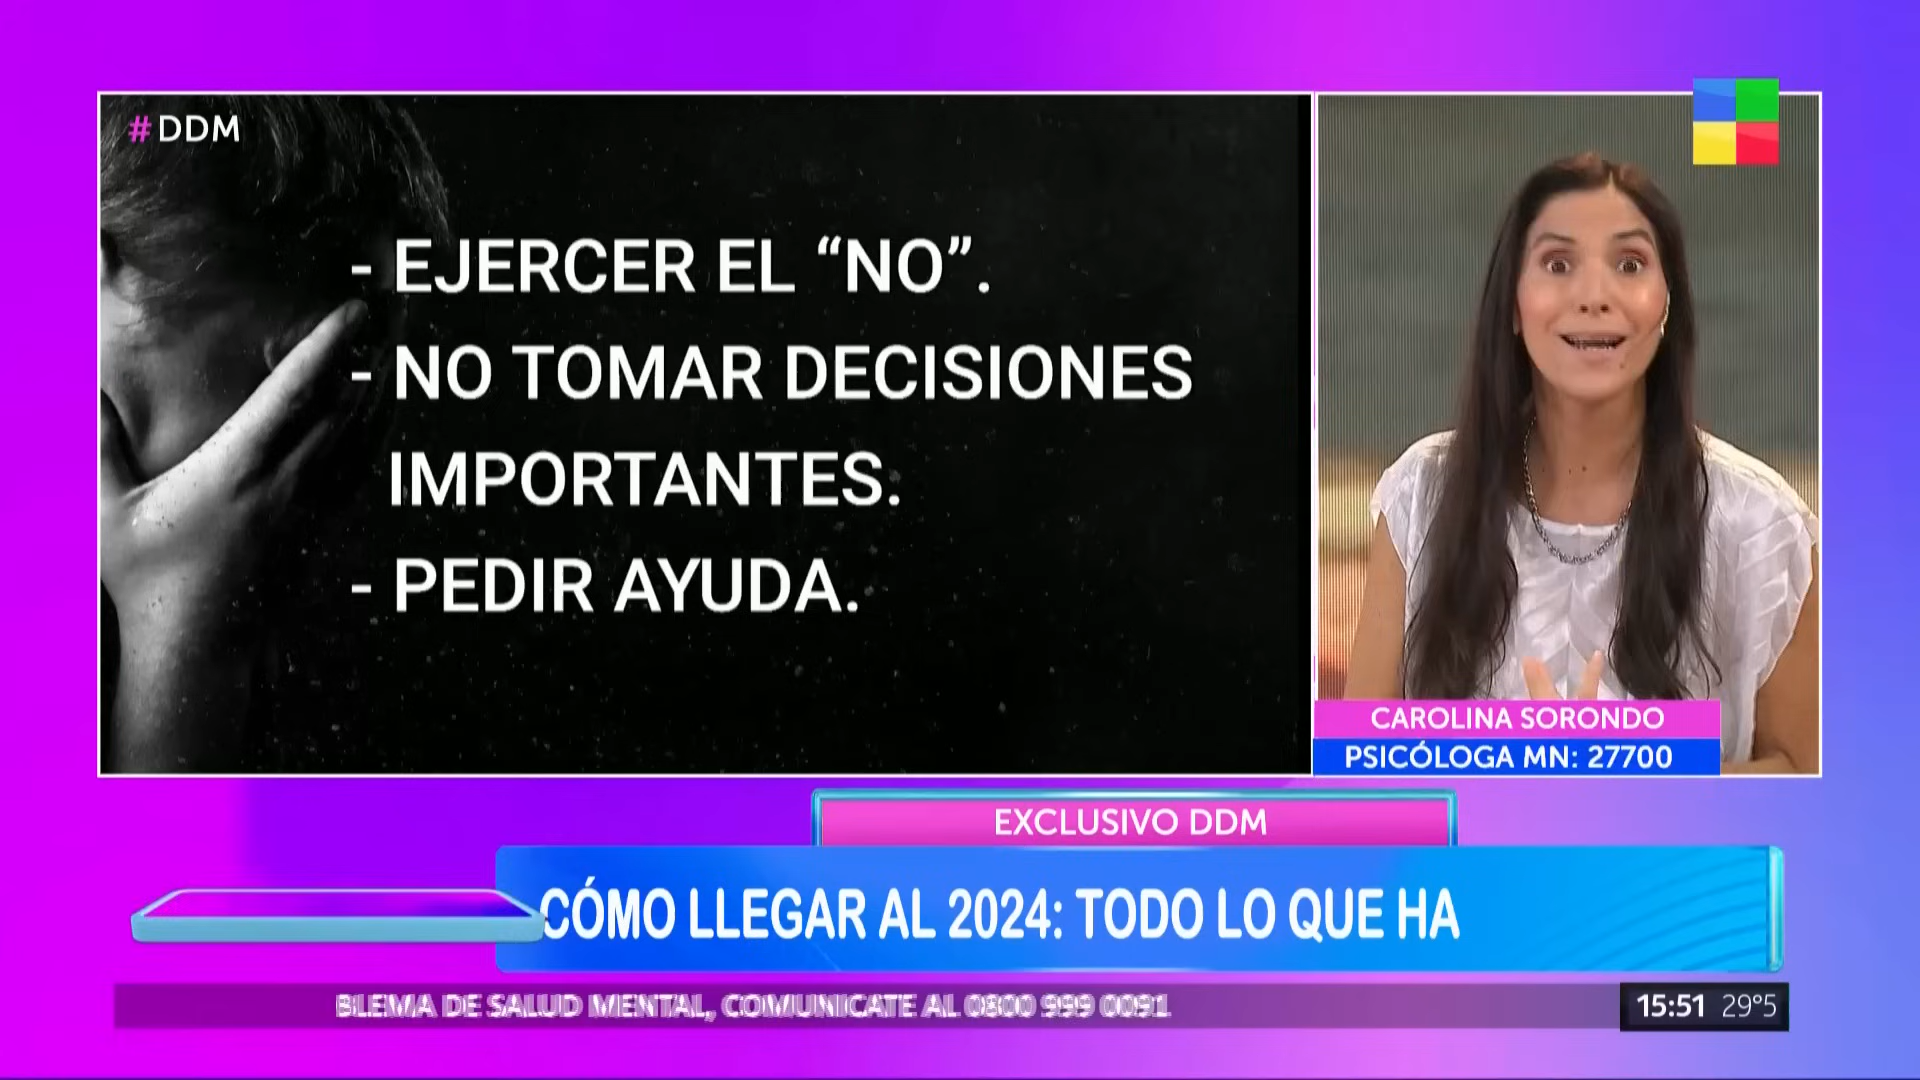 #DDM
- EJERCER EL “NO”.
- NO TOMAR DECISIONES
IMPORTANTES.
- PEDIR AYUDA.
CAROLINA SORONDO
PSICÓLOGA MN: 27700
EXCLUSIVO DDM
CÓMO LLEGAR AL 2024: TODO LO QUE HA
BLEMA DE SALUD MENTAL, COMUNICATE AL 0800 999 0091
15:51 29°5